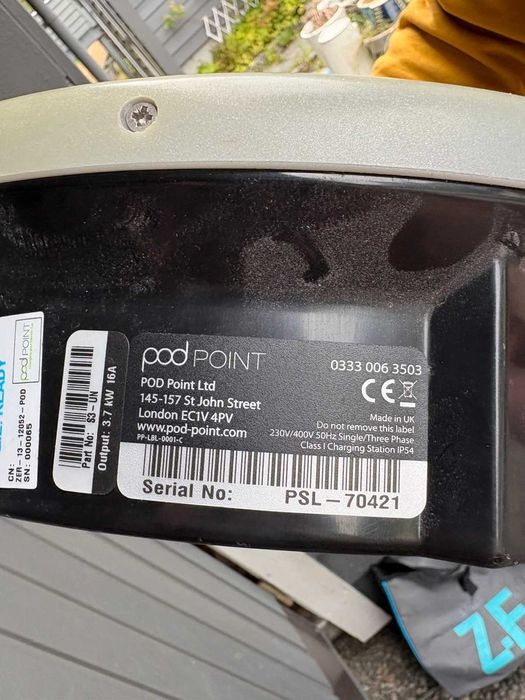 Z.E. READY
pod POINT
CN:
ZER-13-12052-POD
SN: 000065
Part No: S3-UN
Output: 3.7 kW 16A
pod POINT
0333 006 3503
POD Point Ltd
145-157 St John Street
London EC1V 4PV
www.pod-point.com
PP-LBL-0001-C
CE
Made in UK
Do not remove this label
230V/400V 50Hz Single/Three Phase
Class I Charging Station IP54
Serial No: PSL-70421
Z.E